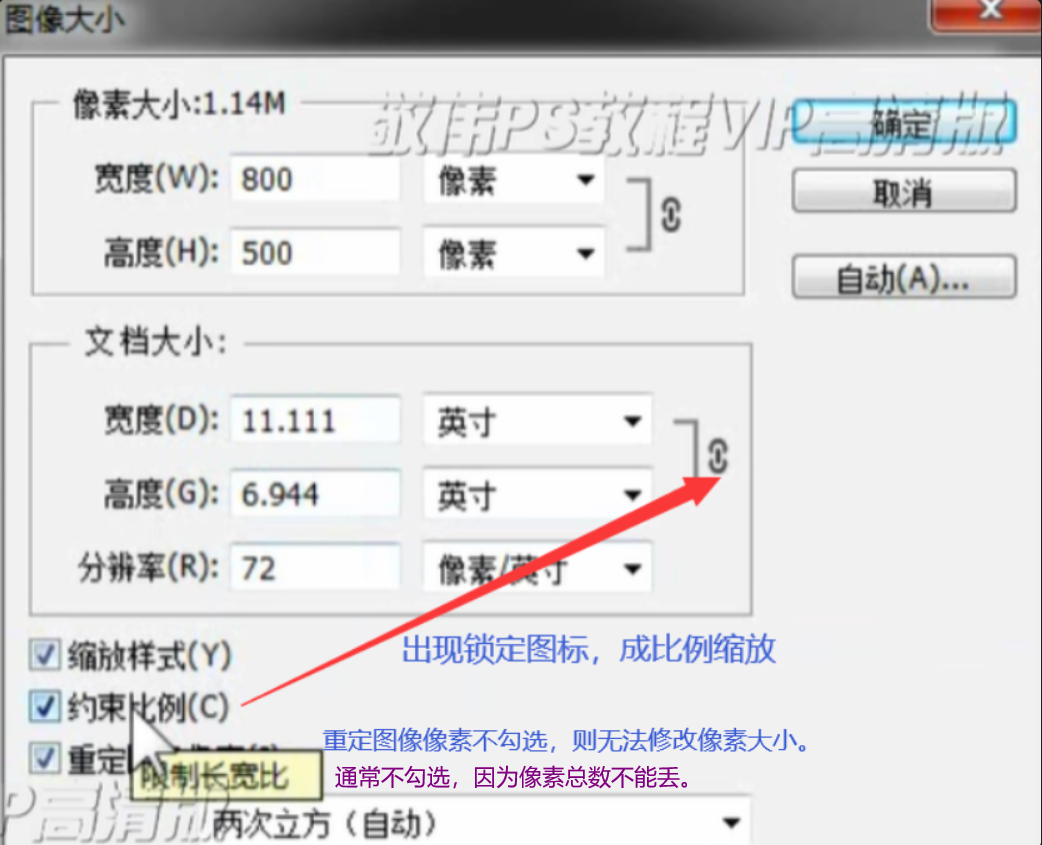 图像大小
像素大小:1.14M
敬伟PS教程VIP高清版
确定
宽度(W): 800 像素
取消
高度(H): 500 像素
自动(A)...
文档大小:
宽度(D): 11.111 英寸
高度(G): 6.944 英寸
分辨率(R): 72 像素/英寸
缩放样式(Y)
出现锁定图标，成比例缩放
约束比例(C)
重定图像像素不勾选，则无法修改像素大小。
重定
限制长宽比
通常不勾选，因为像素总数不能丢。
P高清版
两次立方（自动）